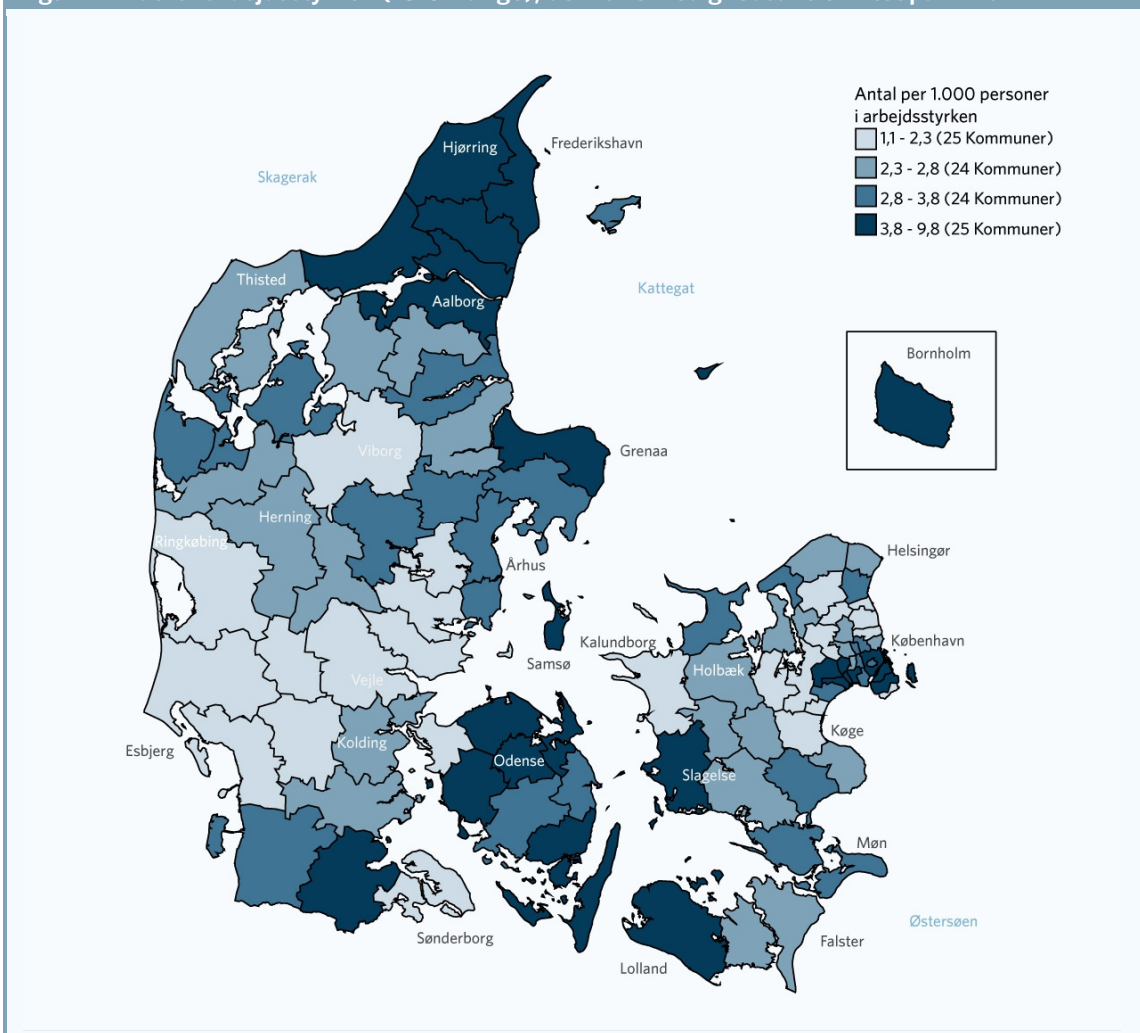 Antal per 1.000 personer
i arbejdsstyrken
1,1 - 2,3 (25 Kommuner)
2,3 - 2,8 (24 Kommuner)
2,8 - 3,8 (24 Kommuner)
3,8 - 9,8 (25 Kommuner)
Hjørring
Frederikshavn
Skagerak
Thisted
Kattegat
Aalborg
Bornholm
Grenaa
Viborg
Herning
Ringkøbing
Helsingør
Århus
Kalundborg
København
Samsø
Holbæk
Vejle
Køge
Esbjerg
Kolding
Odense
Slagelse
Møn
Østersøen
Sønderborg
Falster
Lolland